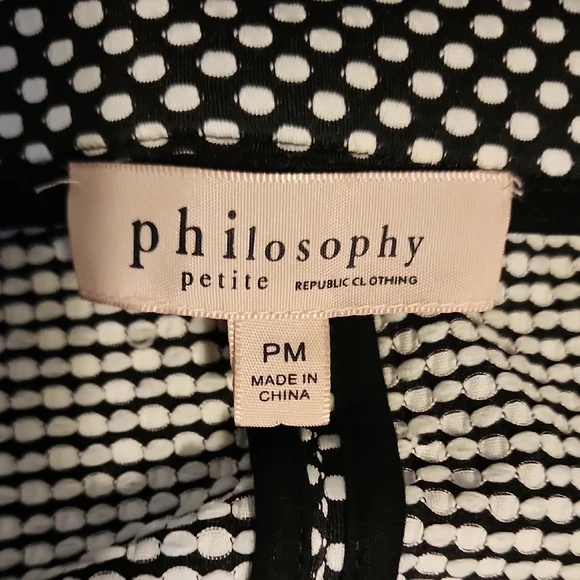 philosophy
petite REPUBLIC CLOTHING
PM
MADE IN
CHINA